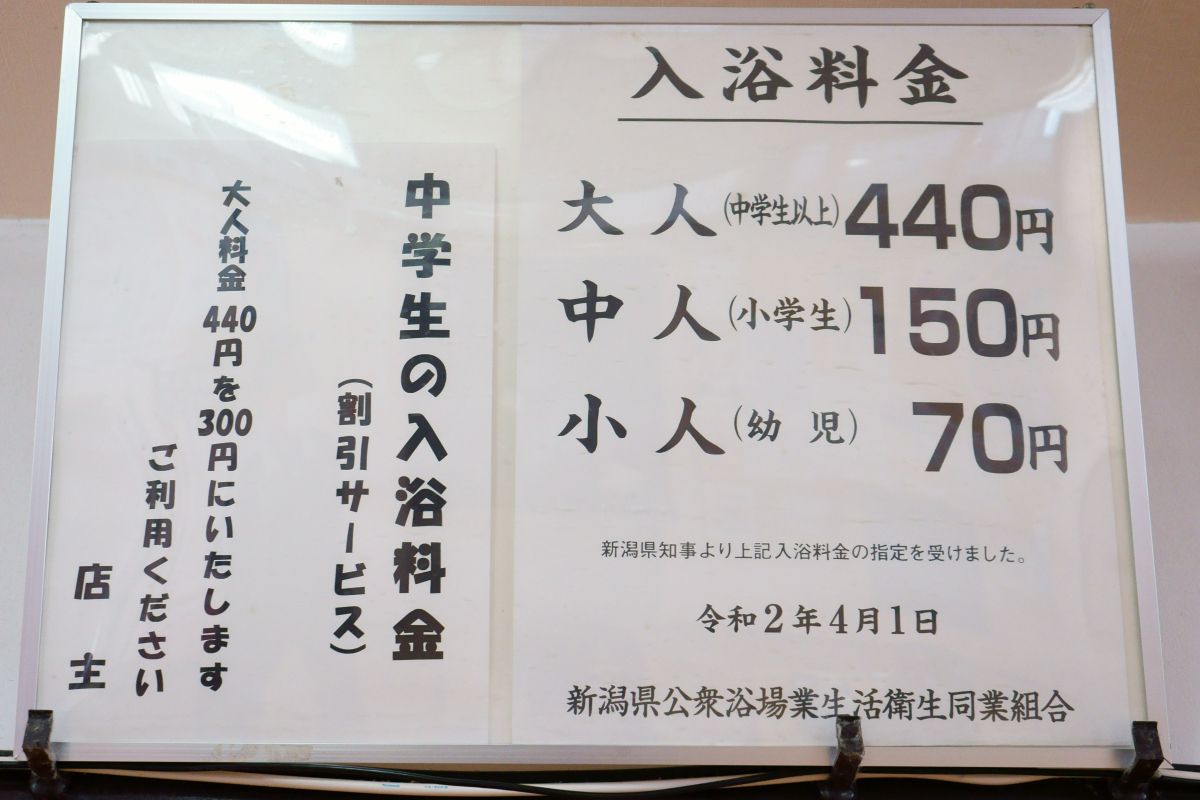 入浴料金
大人(中学生以上)440円
中人(小学生)150円
小人(幼児)70円
新潟県知事より上記入浴料金の指定を受けました。
令和2年4月1日
新潟県公衆浴場業生活衛生同業組合
中学生の入浴料金
(割引サービス)
大人料金440円を300円にいたします
ご利用ください
店主